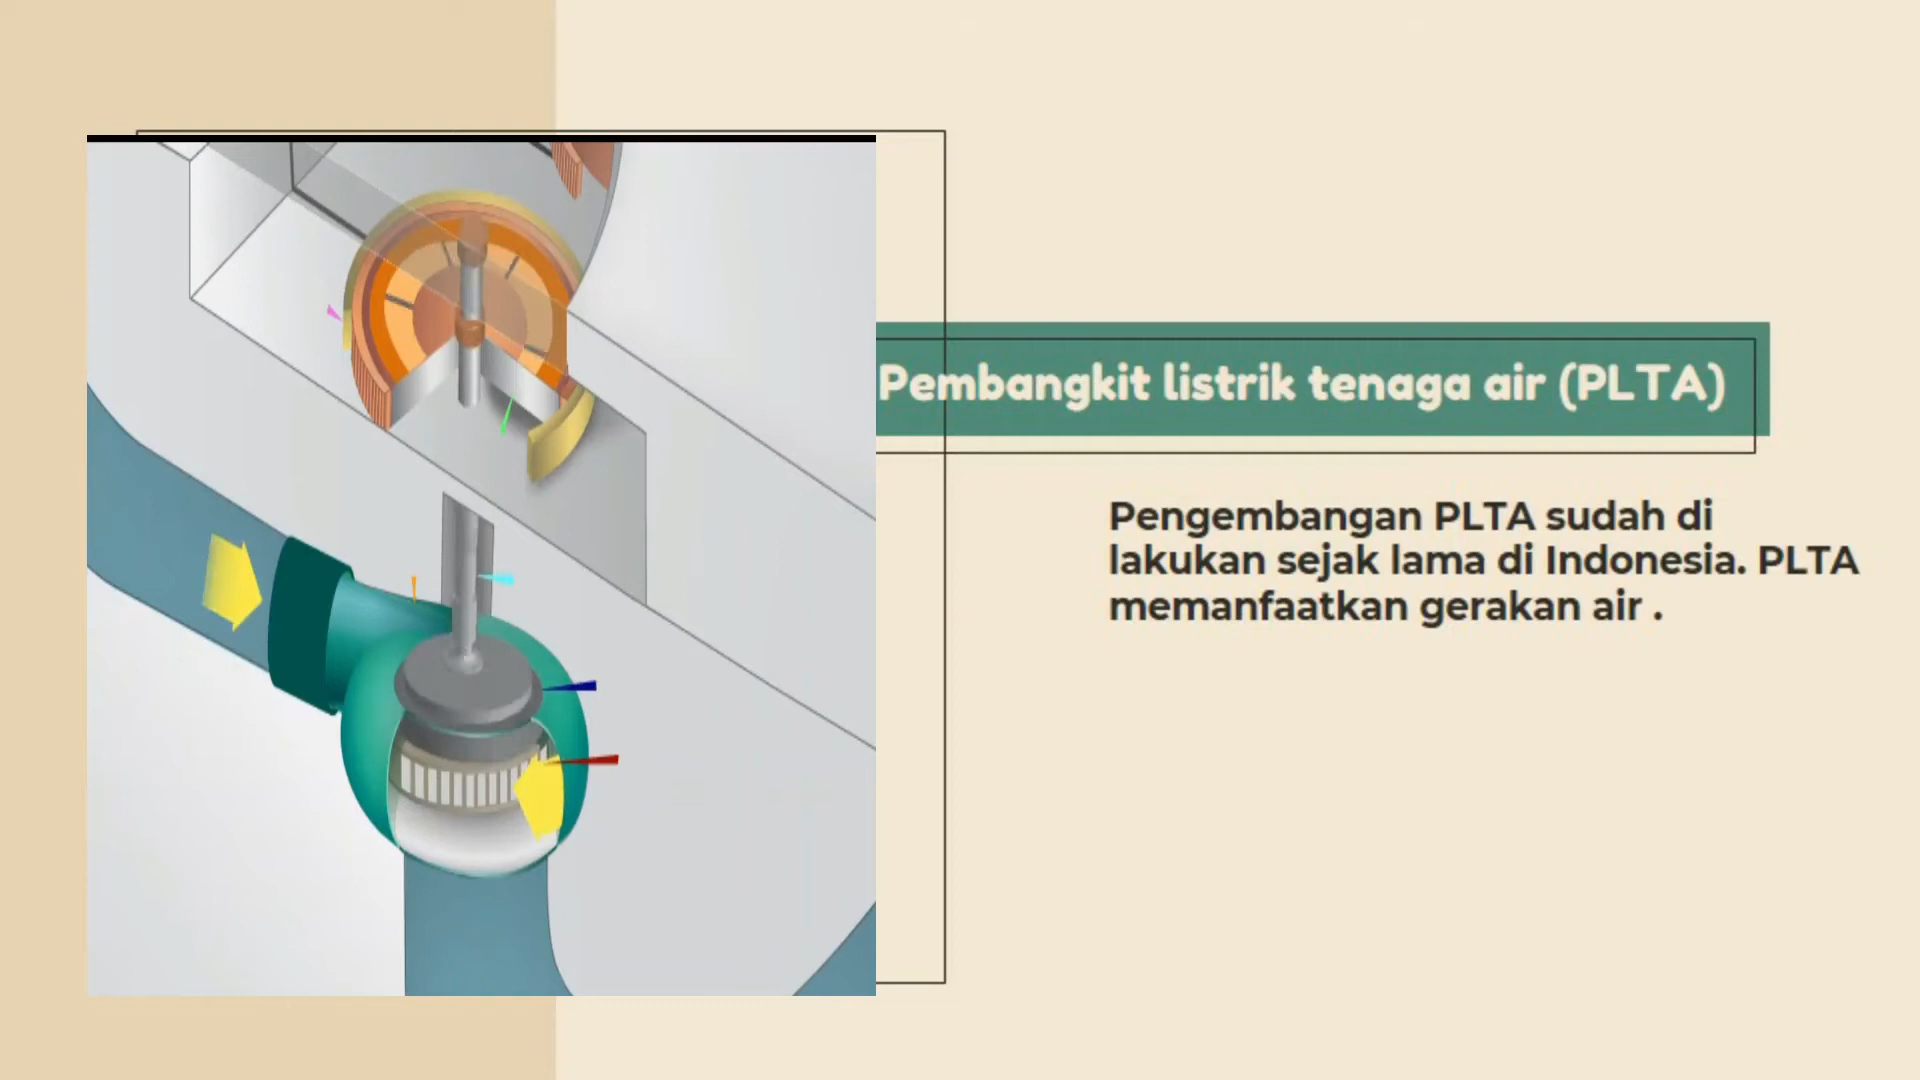 Pembangkit listrik tenaga air (PLTA)
Pengembangan PLTA sudah di
lakukan sejak lama di Indonesia. PLTA
memanfaatkan gerakan air .